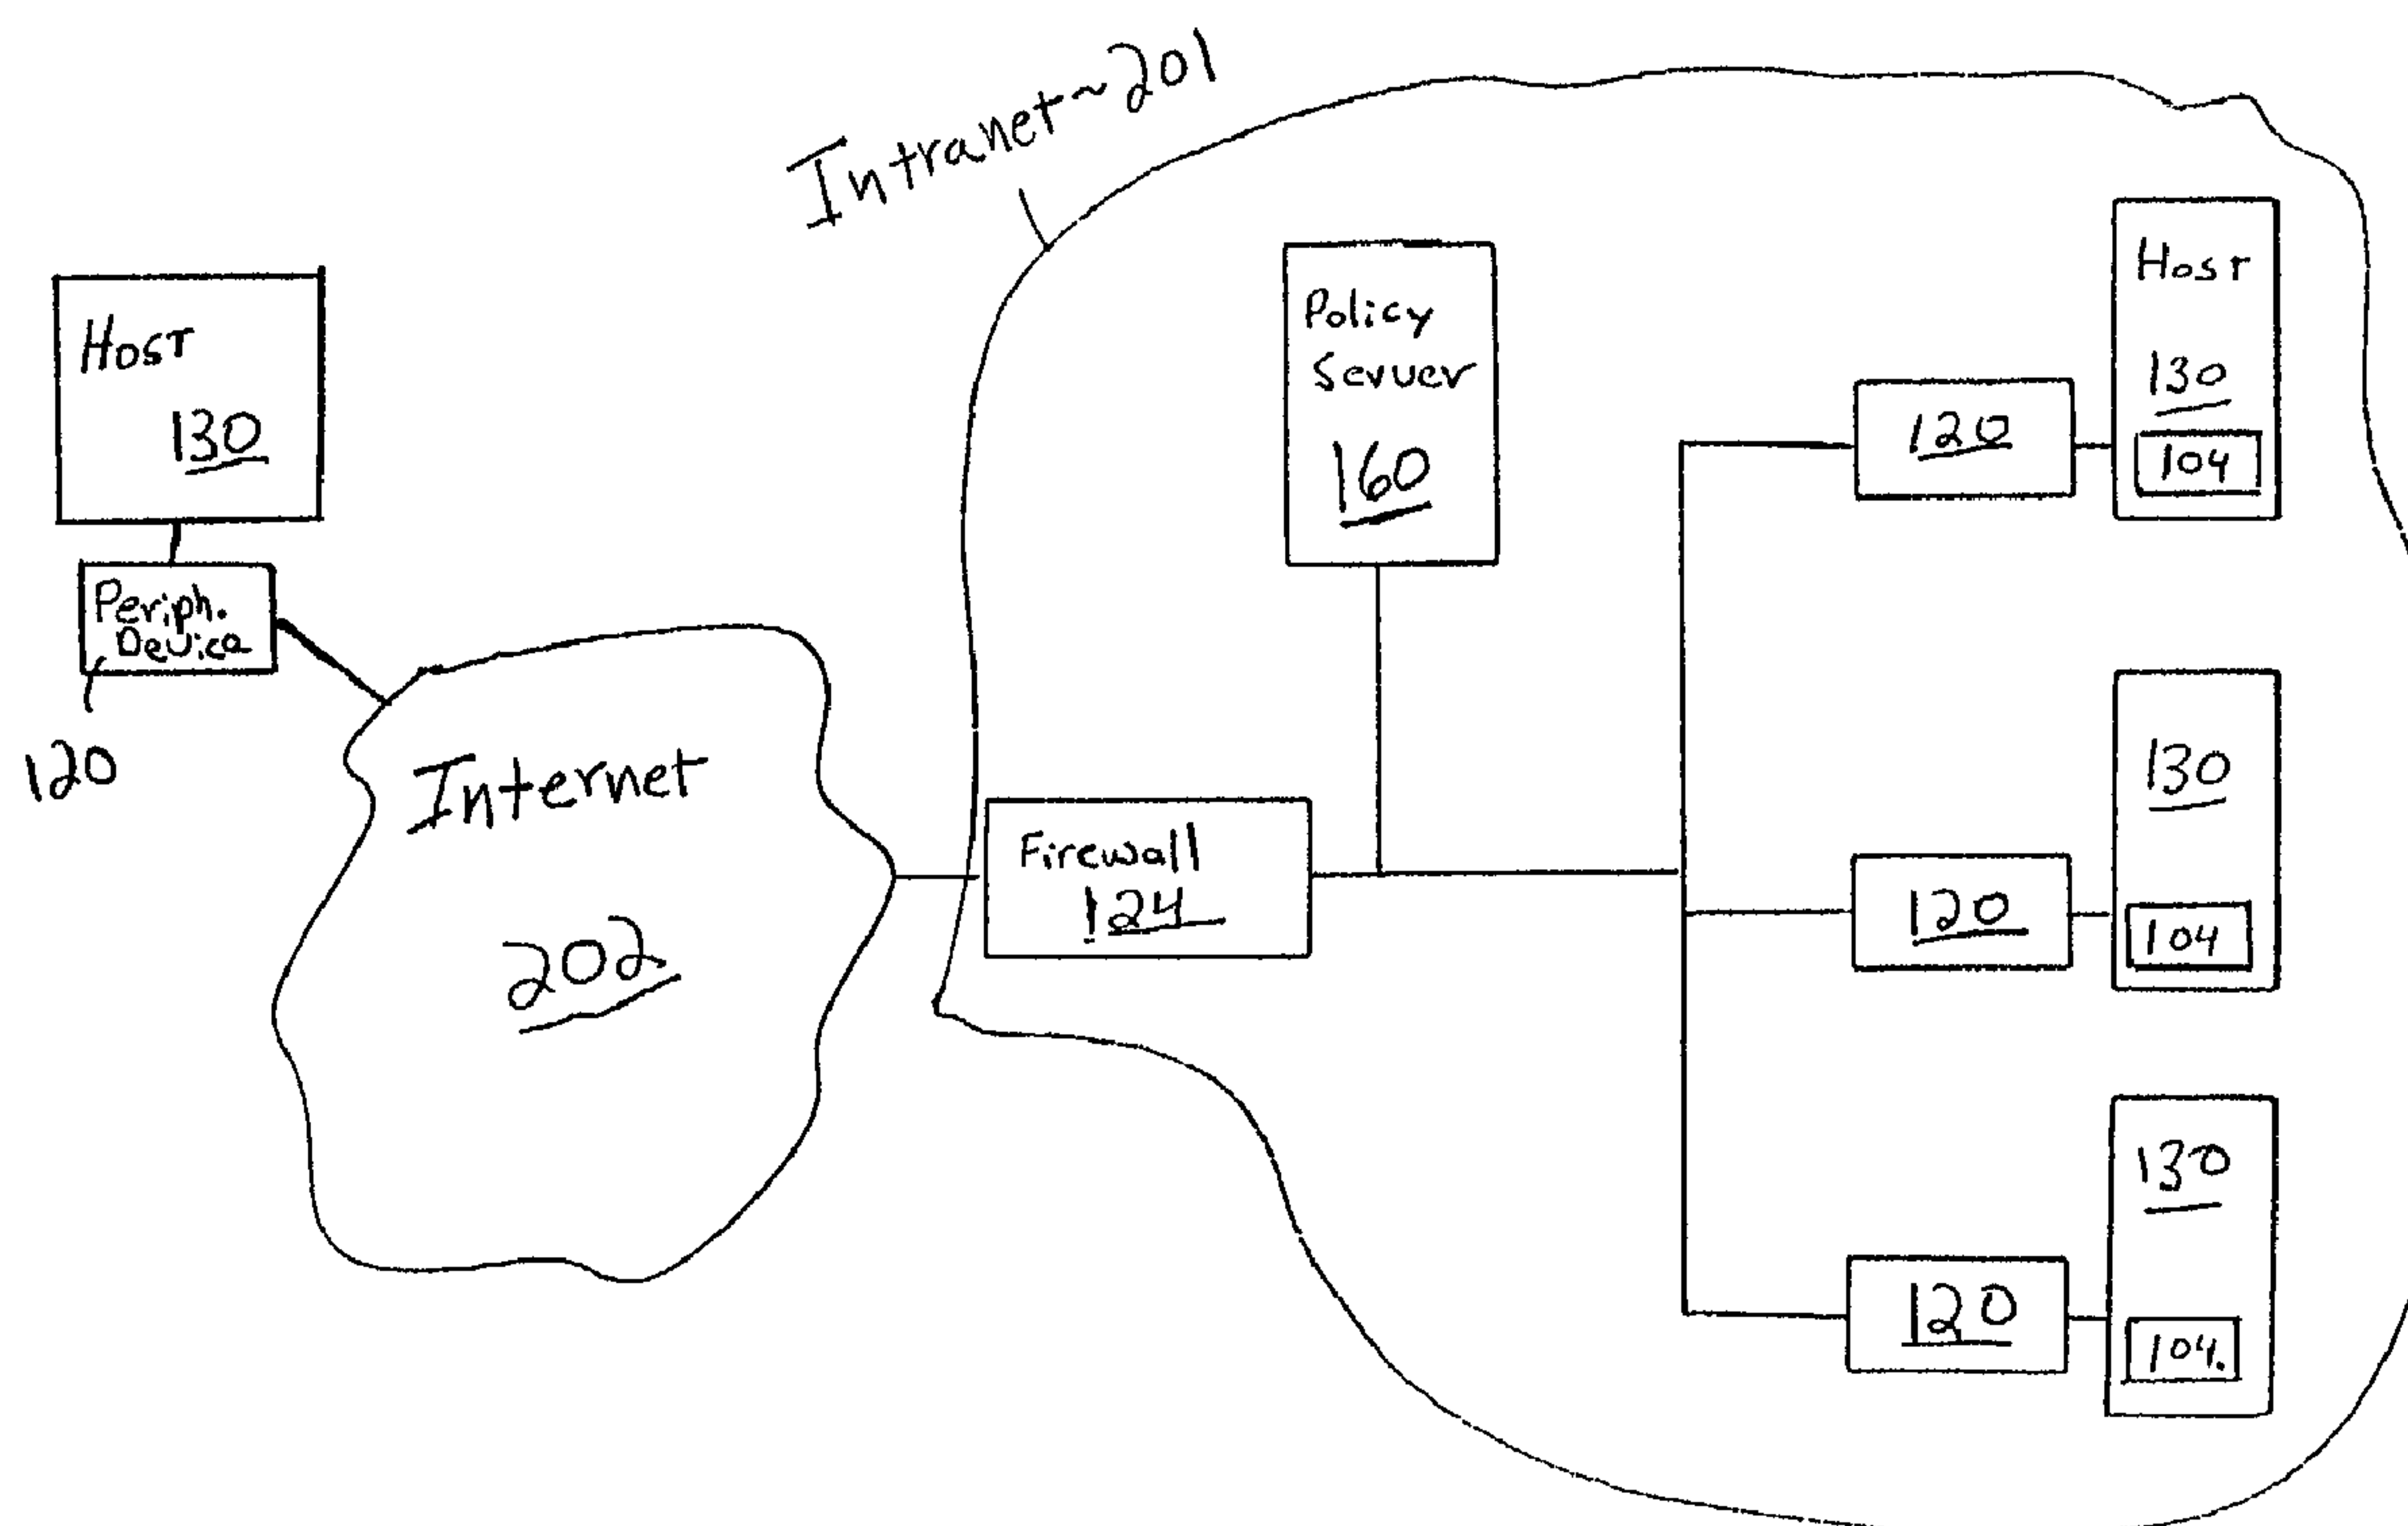 Intranet~201
Host
130
Periph.
Device
120
Internet
202
Policy
Server
160
Firewall
124
120
Host
130
104
120
130
104
120
130
104.